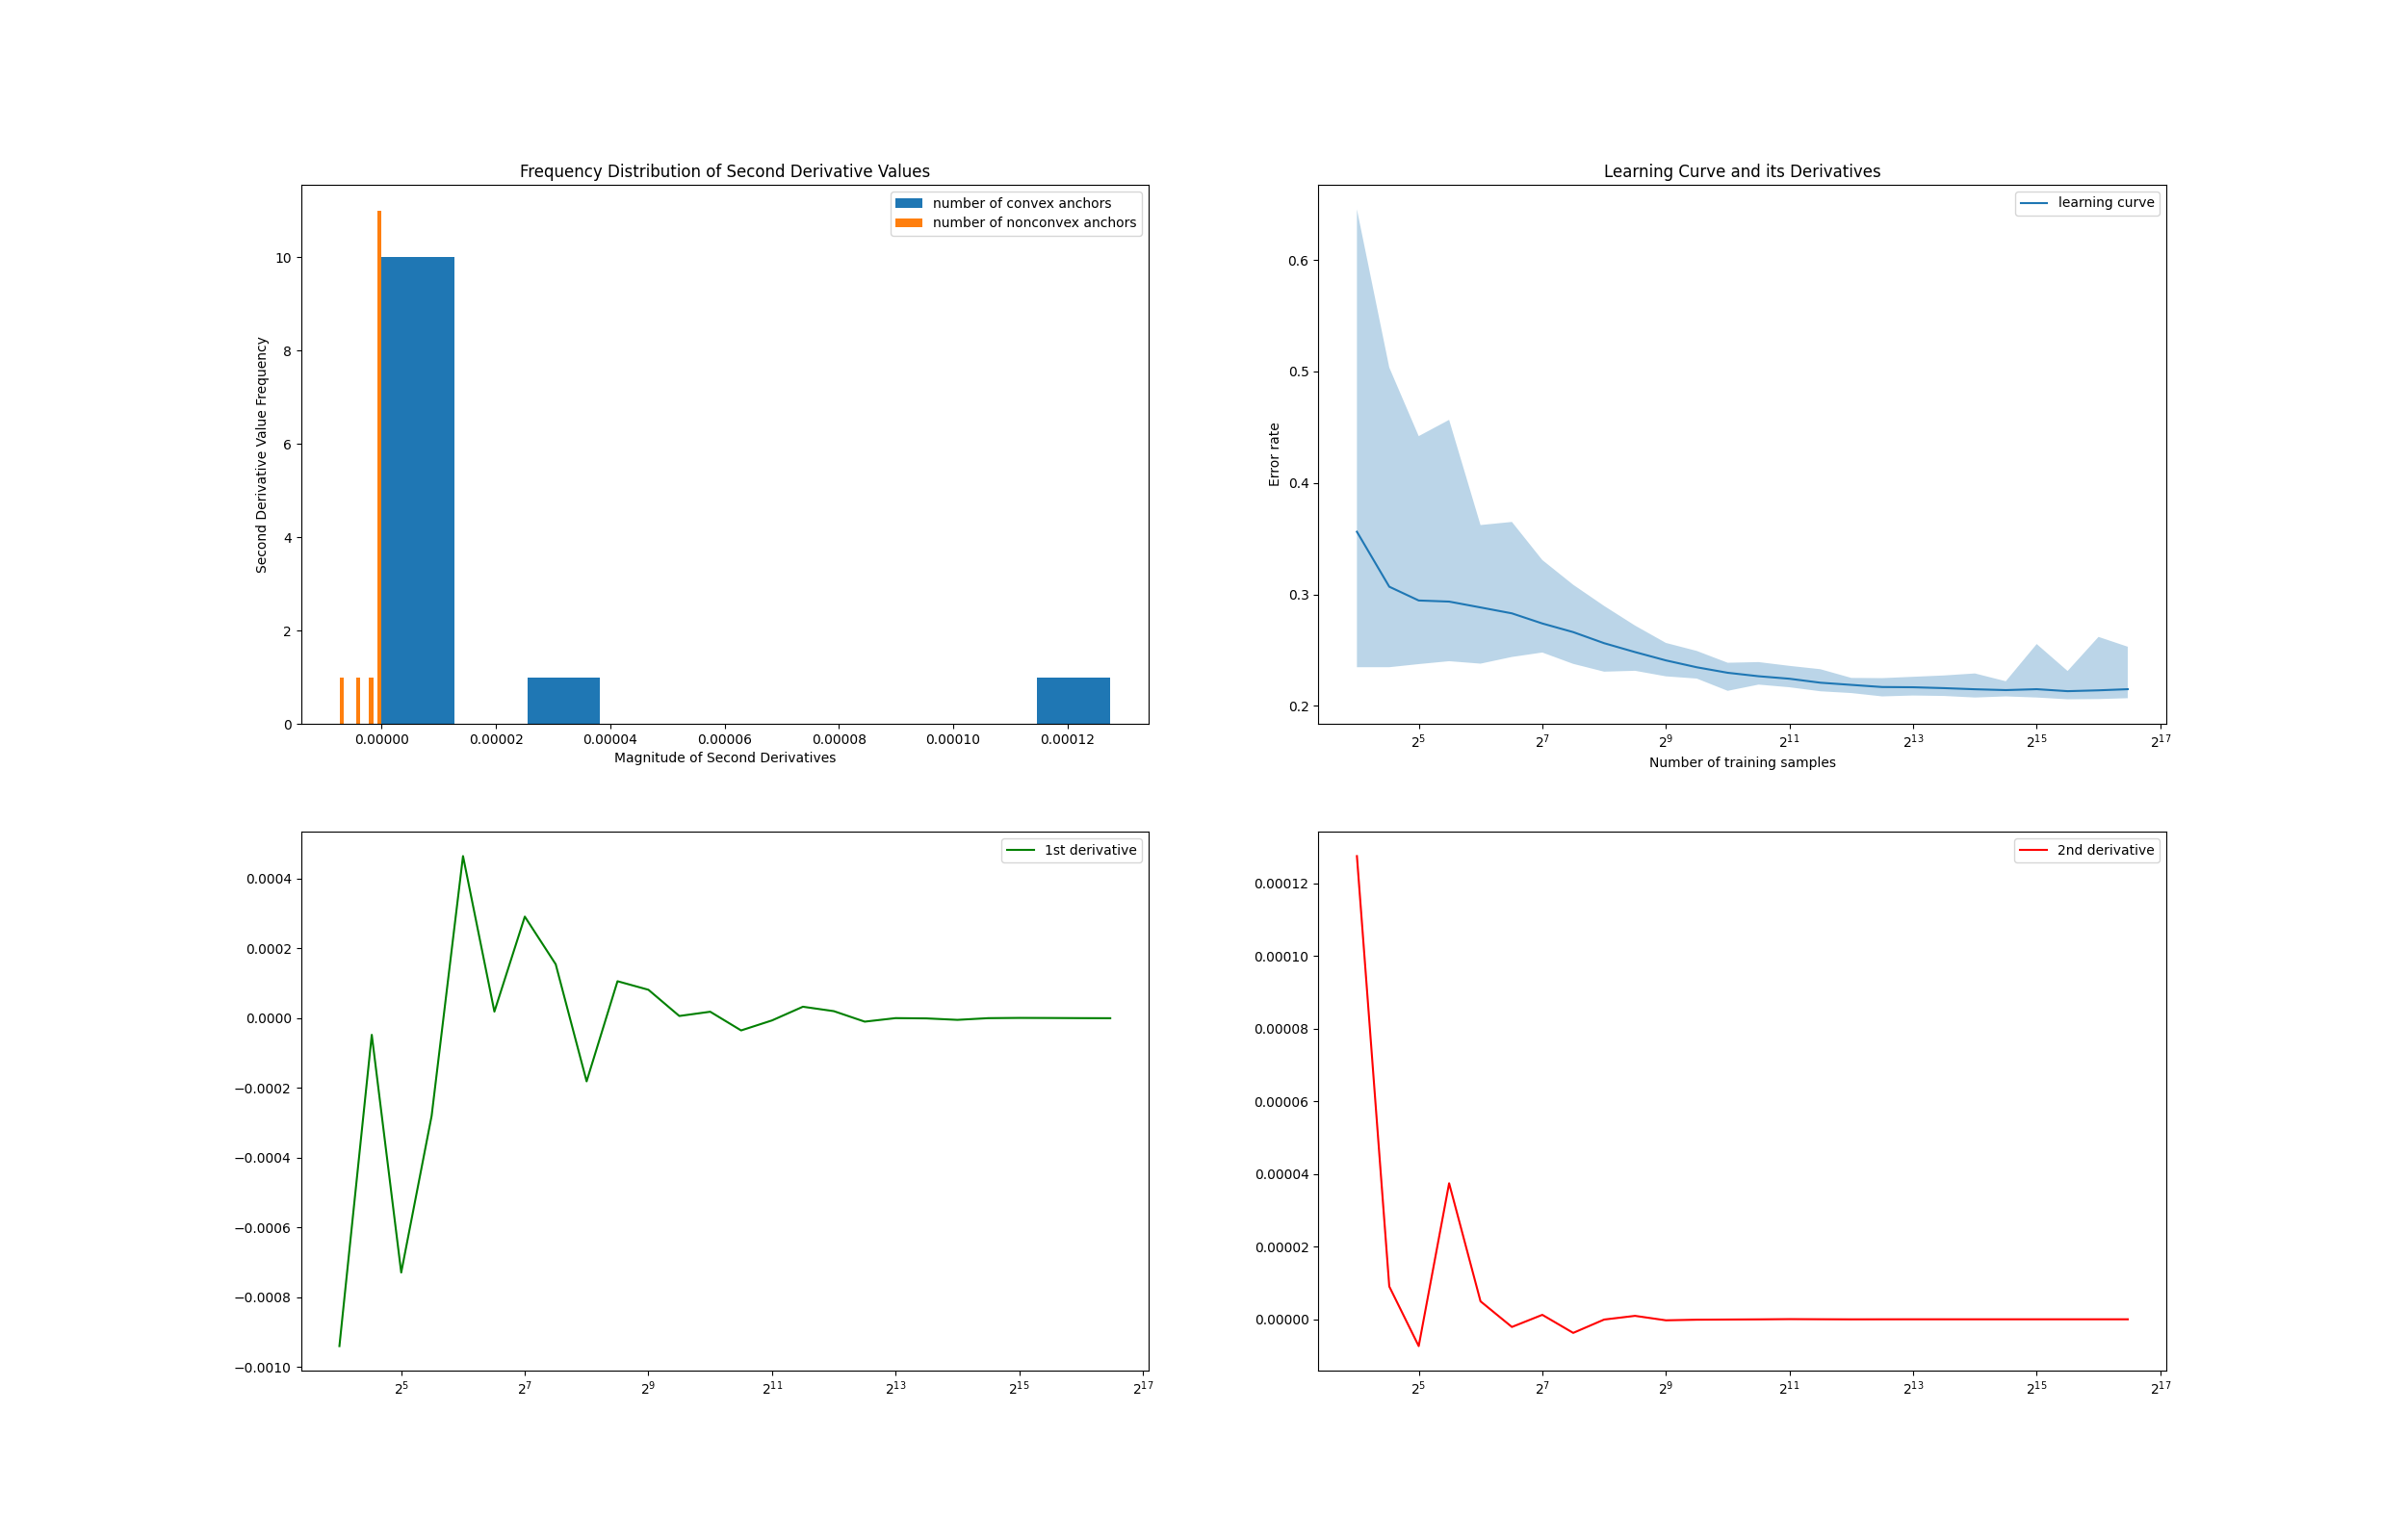 Frequency Distribution of Second Derivative Values
number of convex anchors
number of nonconvex anchors
Second Derivative Value Frequency
10
8
6
4
2
0
0.00000 0.00002 0.00004 0.00006 0.00008 0.00010 0.00012
Magnitude of Second Derivatives
Learning Curve and its Derivatives
learning curve
Error rate
0.6
0.5
0.4
0.3
0.2
2^5 2^7 2^9 2^11 2^13 2^15 2^17
Number of training samples
1st derivative
0.0004
0.0002
0.0000
−0.0002
−0.0004
−0.0006
−0.0008
−0.0010
2^5 2^7 2^9 2^11 2^13 2^15 2^17
2nd derivative
0.00012
0.00010
0.00008
0.00006
0.00004
0.00002
0.00000
2^5 2^7 2^9 2^11 2^13 2^15 2^17